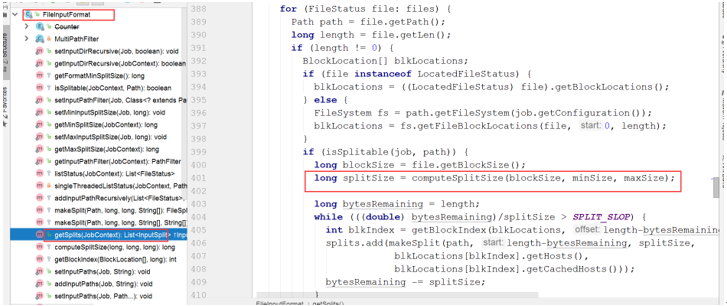 FileInputFormat
Counter
MultiPathFilter
setInputDirRecursive(Job, boolean): void
getInputDirRecursive(JobContext): boolean
getFormatMinSplitSize(): long
isSplitable(JobContext, Path): boolean
setInputPathFilter(Job, Class<? extends Pa
setMinInputSplitSize(Job, long): void
getMinSplitSize(JobContext): long
setMaxInputSplitSize(Job, long): void
getMaxSplitSize(JobContext): long
getInputPathFilter(JobContext): PathFilter
listStatus(JobContext): List<FileStatus>
singleThreadedListStatus(JobContext, Path
addInputPathRecursively(List<FileStatus>,
makeSplit(Path, long, long, String[]): FileSp
makeSplit(Path, long, long, String[], String[]
getSplits(JobContext): List<InputSplit>
computeSplitSize(long, long, long): long
getBlockIndex(BlockLocation[], long): int
setInputPaths(Job, String): void
addInputPaths(Job, String): void
setInputPaths(Job, Path...): void
388 for (FileStatus file: files) {
389 Path path = file.getPath();
390 long length = file.getLen();
391 if (length != 0) {
392 BlockLocation[] blkLocations;
393 if (file instanceof LocatedFileStatus) {
394 blkLocations = ((LocatedFileStatus) file).getBlockLocations();
395 } else {
396 FileSystem fs = path.getFileSystem(job.getConfiguration());
397 blkLocations = fs.getFileBlockLocations(file, start: 0, length);
398 }
399 if (isSplitable(job, path)) {
400 long blockSize = file.getBlockSize();
401 long splitSize = computeSplitSize(blockSize, minSize, maxSize);
402
403 long bytesRemaining = length;
404 while (((double) bytesRemaining)/splitSize > SPLIT_SLOP) {
405 int blkIndex = getBlockIndex(blkLocations, offset: length-bytesRemaining
406 splits.add(makeSplit(path, start: length-bytesRemaining, splitSize,
407 blkLocations[blkIndex].getHosts(),
408 blkLocations[blkIndex].getCachedHosts()));
409 bytesRemaining -= splitSize;
410 }
FileInputFormat > getSplits()